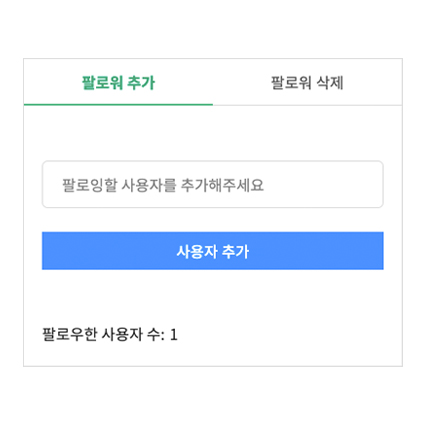 팔로워 추가
팔로워 삭제
팔로잉할 사용자를 추가해주세요
사용자 추가
팔로우한 사용자 수: 1